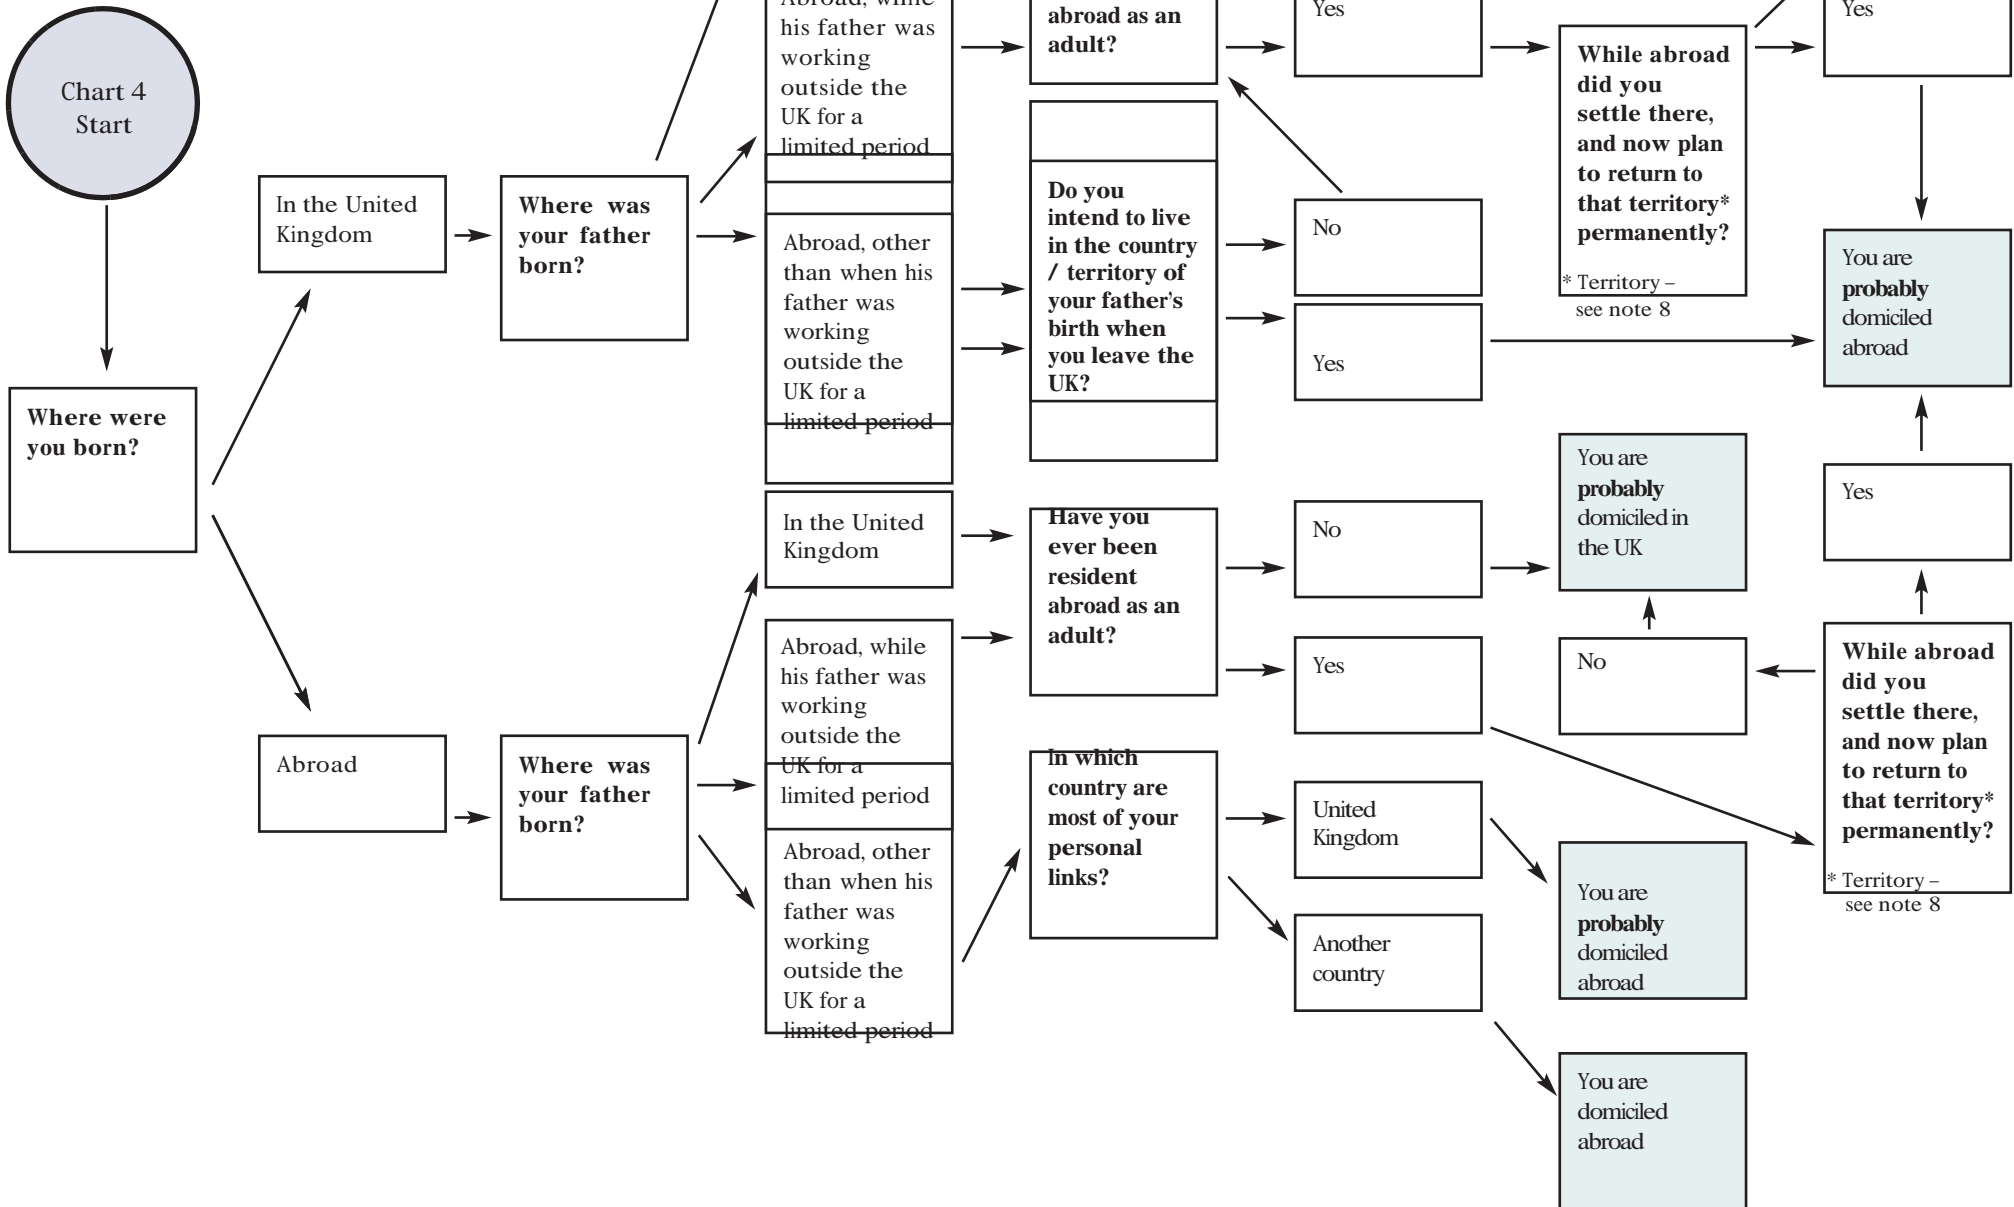 Chart 4
Start
Where were
you born?
In the United
Kingdom
Where was
your father
born?
Abroad, while
his father was
working
outside the
UK for a
limited period
abroad as an
adult?
Yes
While abroad
did you
settle there,
and now plan
to return to
that territory*
permanently?
* Territory –
see note 8
Yes
Abroad, other
than when his
father was
working
outside the
UK for a
limited period
Do you
intend to live
in the country
/ territory of
your father's
birth when
you leave the
UK?
No
Yes
You are
probably
domiciled
abroad
In the United
Kingdom
Have you
ever been
resident
abroad as an
adult?
No
You are
probably
domiciled in
the UK
Yes
Abroad, while
his father was
working
outside the
UK for a
limited period
Yes
No
While abroad
did you
settle there,
and now plan
to return to
that territory*
permanently?
* Territory –
see note 8
Abroad
Where was
your father
born?
Abroad, other
than when his
father was
working
outside the
UK for a
limited period
In which
country are
most of your
personal
links?
United
Kingdom
Another
country
You are
probably
domiciled
abroad
You are
domiciled
abroad